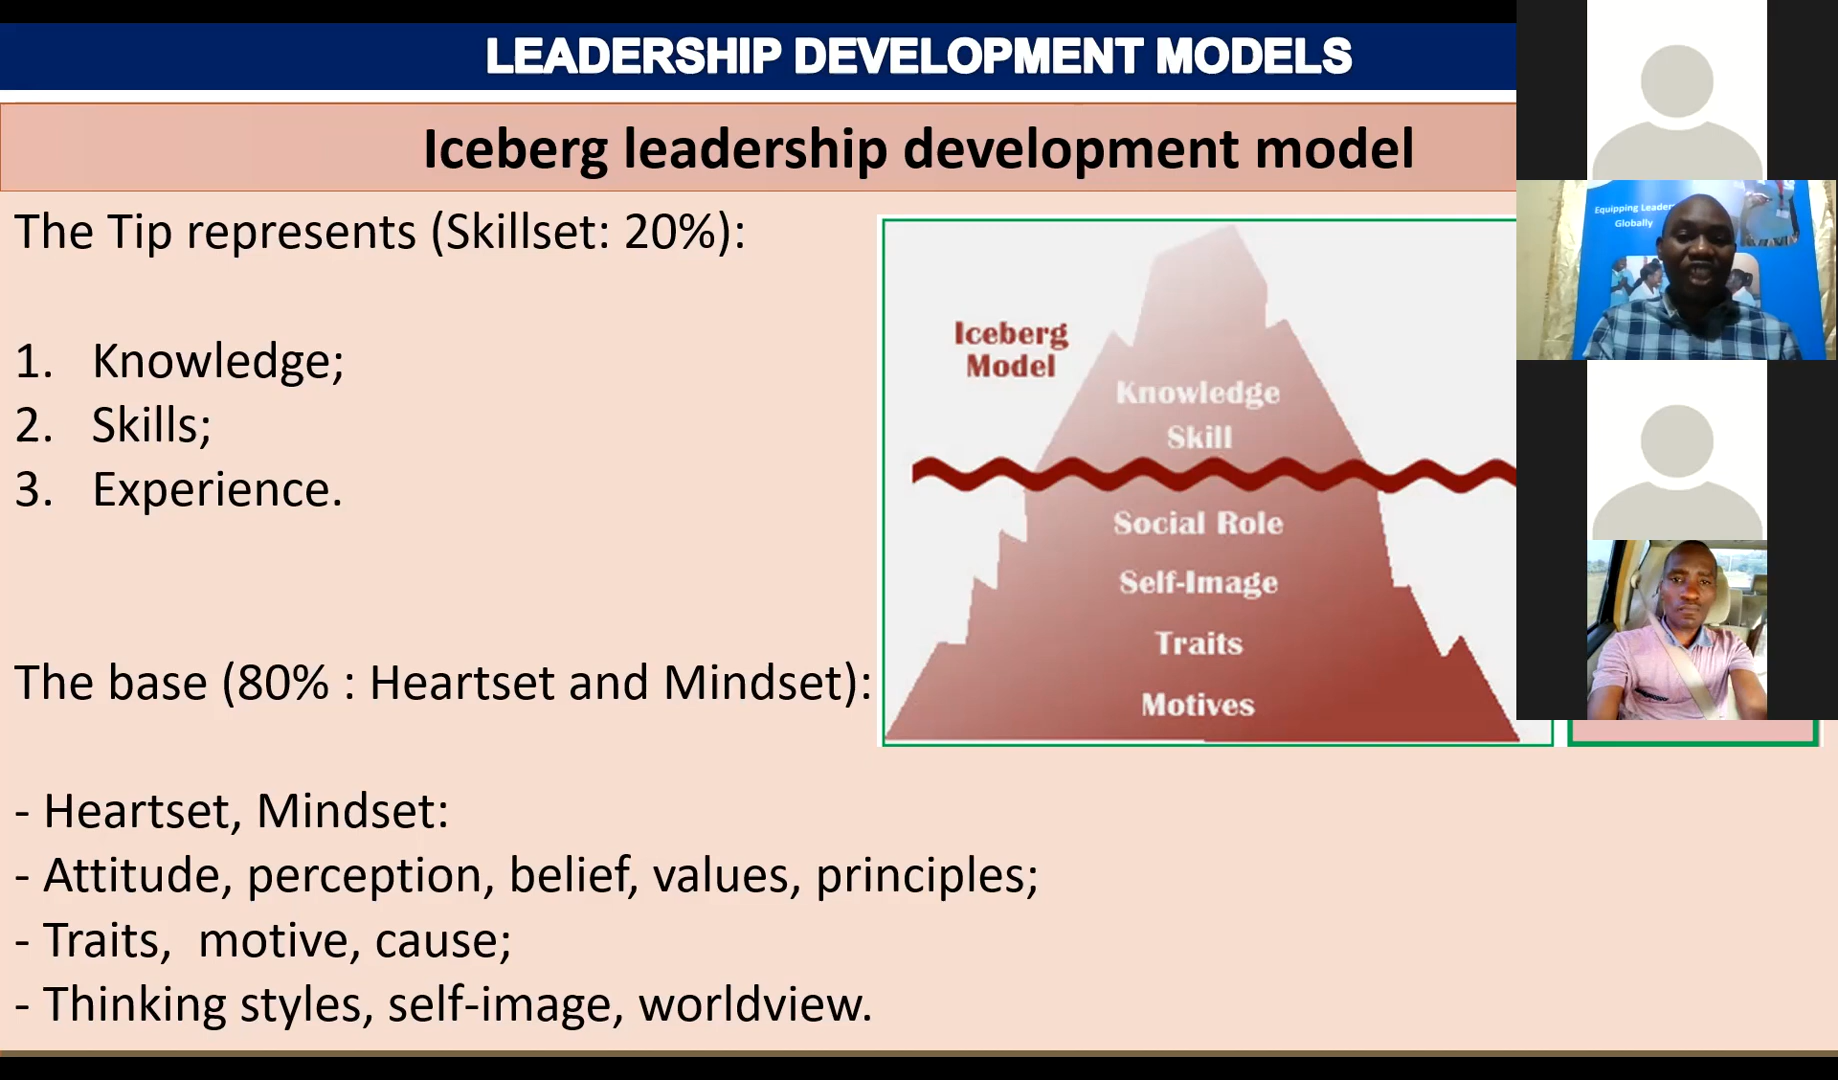 LEADERSHIP DEVELOPMENT MODELS
Iceberg leadership development model
The Tip represents (Skillset: 20%):
1. Knowledge;
2. Skills;
3. Experience.
The base (80% : Heartset and Mindset):
- Heartset, Mindset:
- Attitude, perception, belief, values, principles;
- Traits,  motive, cause;
- Thinking styles, self-image, worldview.
Iceberg
Model
Knowledge
Skill
Social Role
Self-Image
Traits
Motives
Equipping
Globally